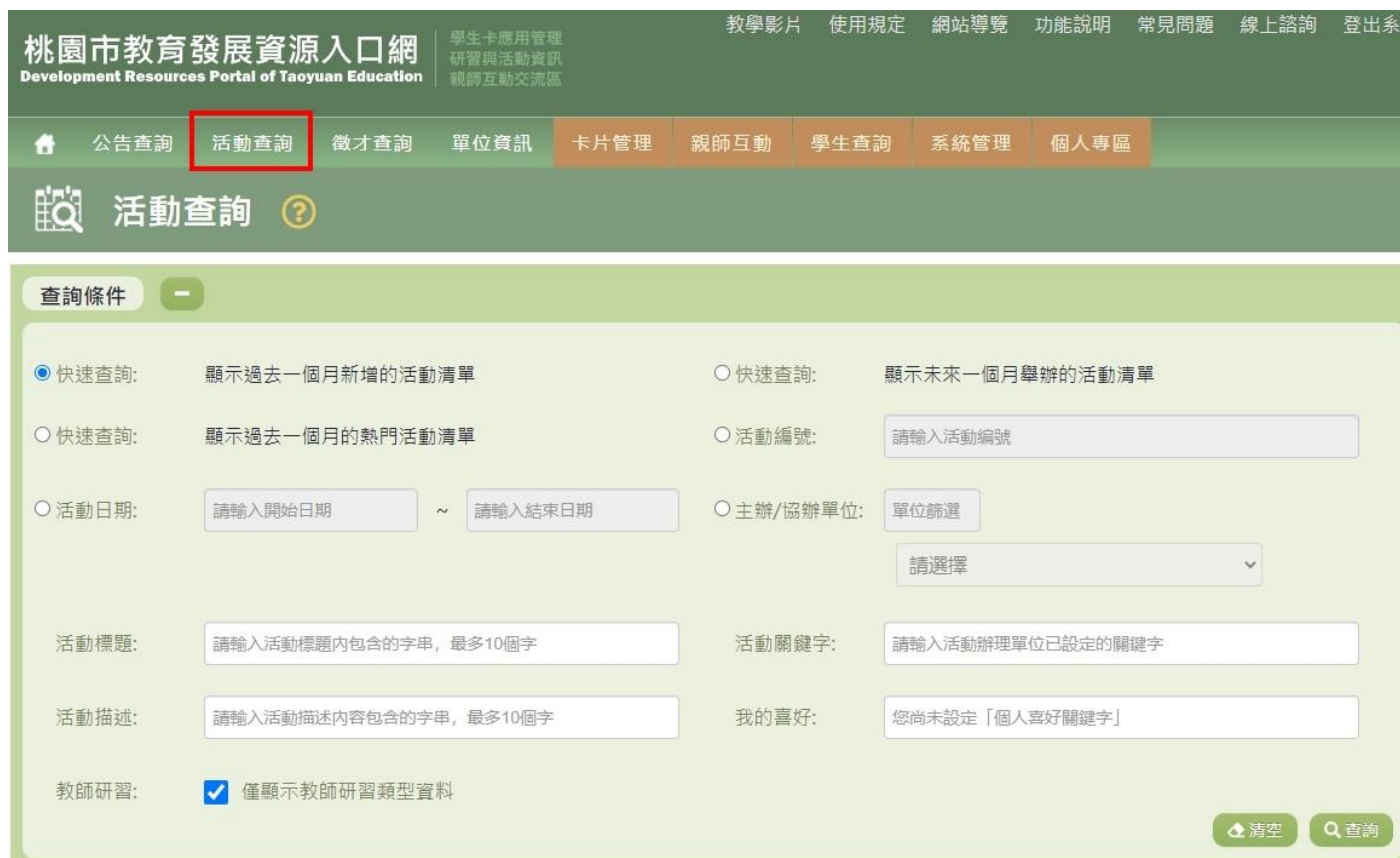 教學影片 使用規定 網站導覽 功能說明 常見問題 線上諮詢 登出系
桃園市教育發展資源入口網
Development Resources Portal of Taoyuan Education
學生卡應用管理
研習與活動資訊
親師互動交流區
公告查詢 活動查詢 徵才查詢 單位資訊 卡片管理 親師互動 學生查詢 系統管理 個人專區
活動查詢 ?
查詢條件 −
快速查詢: 顯示過去一個月新增的活動清單 快速查詢: 顯示未來一個月舉辦的活動清單
快速查詢: 顯示過去一個月的熱門活動清單 活動編號: 請輸入活動編號
活動日期: 請輸入開始日期 ~ 請輸入結束日期 主辦/協辦單位: 單位篩選
請選擇
活動標題: 請輸入活動標題內包含的字串, 最多10個字 活動關鍵字: 請輸入活動辦理單位已設定的關鍵字
活動描述: 請輸入活動描述內容包含的字串, 最多10個字 我的喜好: 您尚未設定「個人喜好關鍵字」
教師研習: 僅顯示教師研習類型資料
清空 查詢